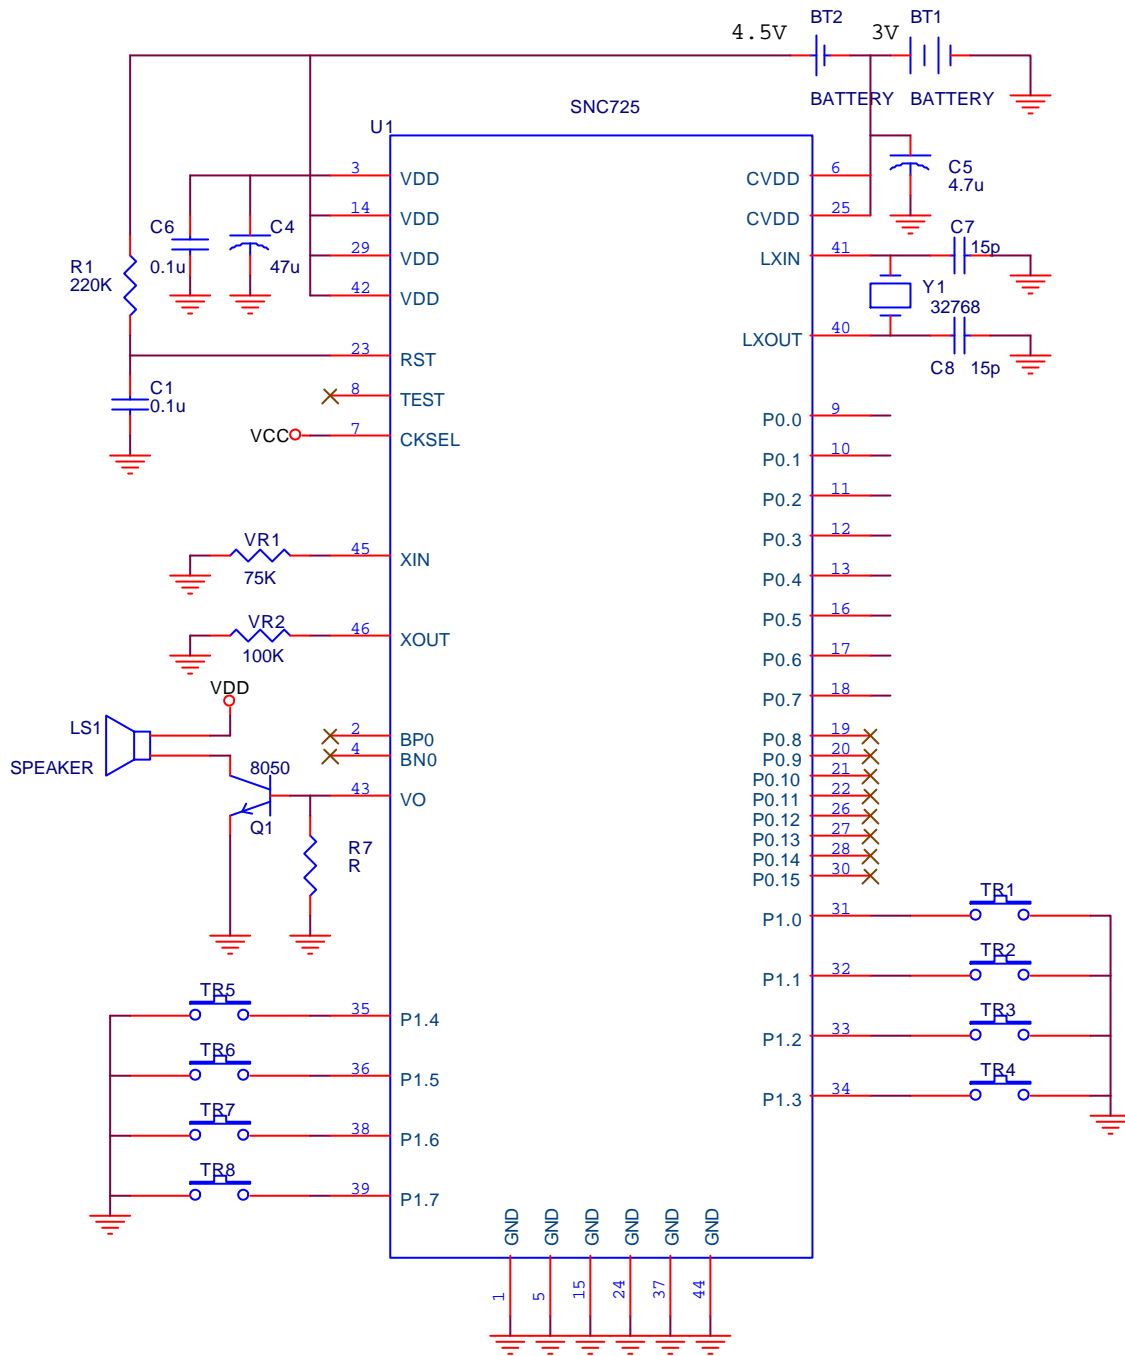 BT2
BT1
4.5V
3V
BATTERY
BATTERY
SNC725
U1
3
VDD
14
VDD
29
VDD
42
VDD
C6
0.1u
C4
47u
R1
220K
23
RST
C1
0.1u
8
TEST
VCC
7
CKSEL
VR1
75K
45
XIN
VR2
100K
46
XOUT
VDD
LS1
SPEAKER
2
BP0
4
BN0
8050
Q1
43
VO
R7
R
TR5
35
P1.4
TR6
36
P1.5
TR7
38
P1.6
TR8
39
P1.7
CVDD
6
CVDD
25
C5
4.7u
LXIN
41
C7
15p
Y1
32768
LXOUT
40
C8
15p
P0.0
9
P0.1
10
P0.2
11
P0.3
12
P0.4
13
P0.5
16
P0.6
17
P0.7
18
P0.8
19
P0.9
20
P0.10
21
P0.11
22
P0.12
26
P0.13
27
P0.14
28
P0.15
30
P1.0
31
TR1
P1.1
32
TR2
P1.2
33
TR3
P1.3
34
TR4
GND
GND
GND
GND
GND
GND
1
5
15
24
37
44